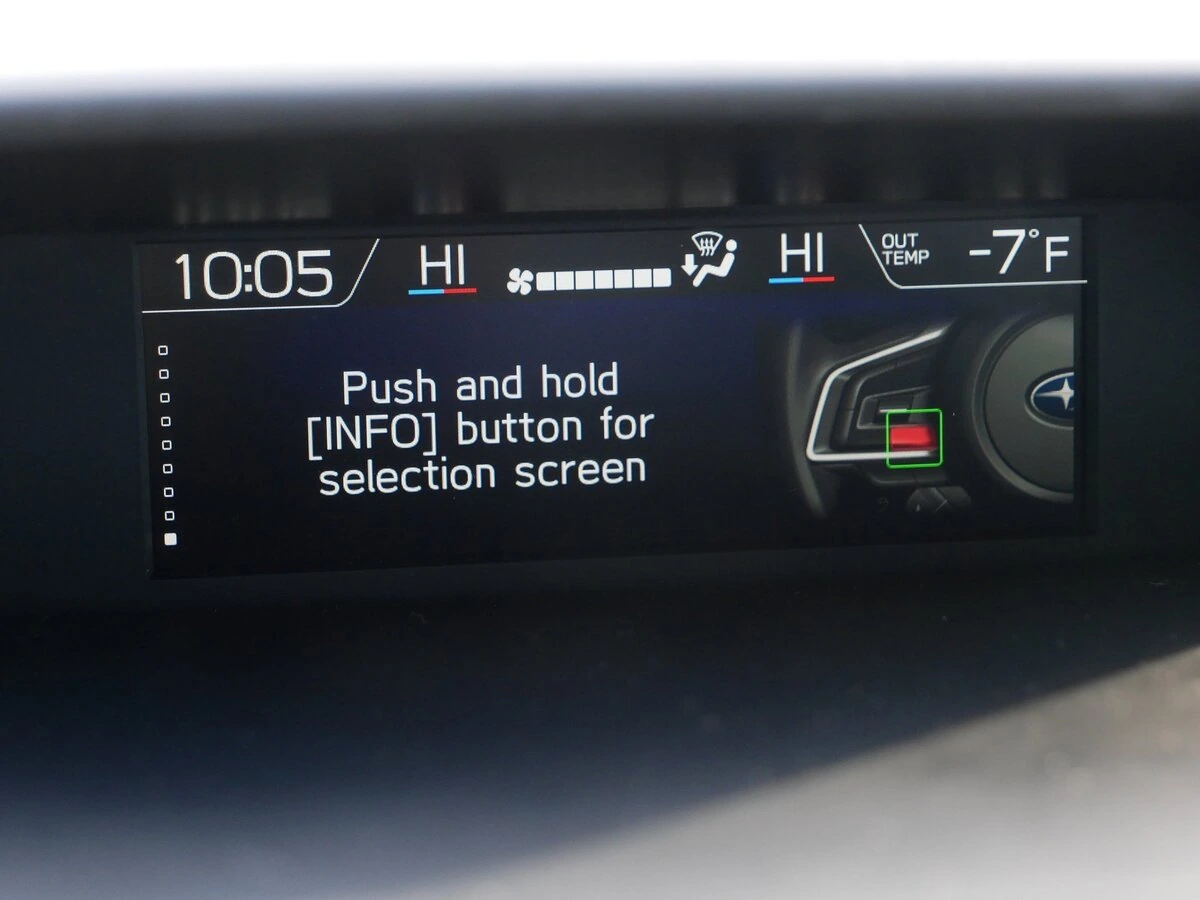 10:05
HI
HI
OUT
TEMP
-7°F
Push and hold
[INFO] button for
selection screen